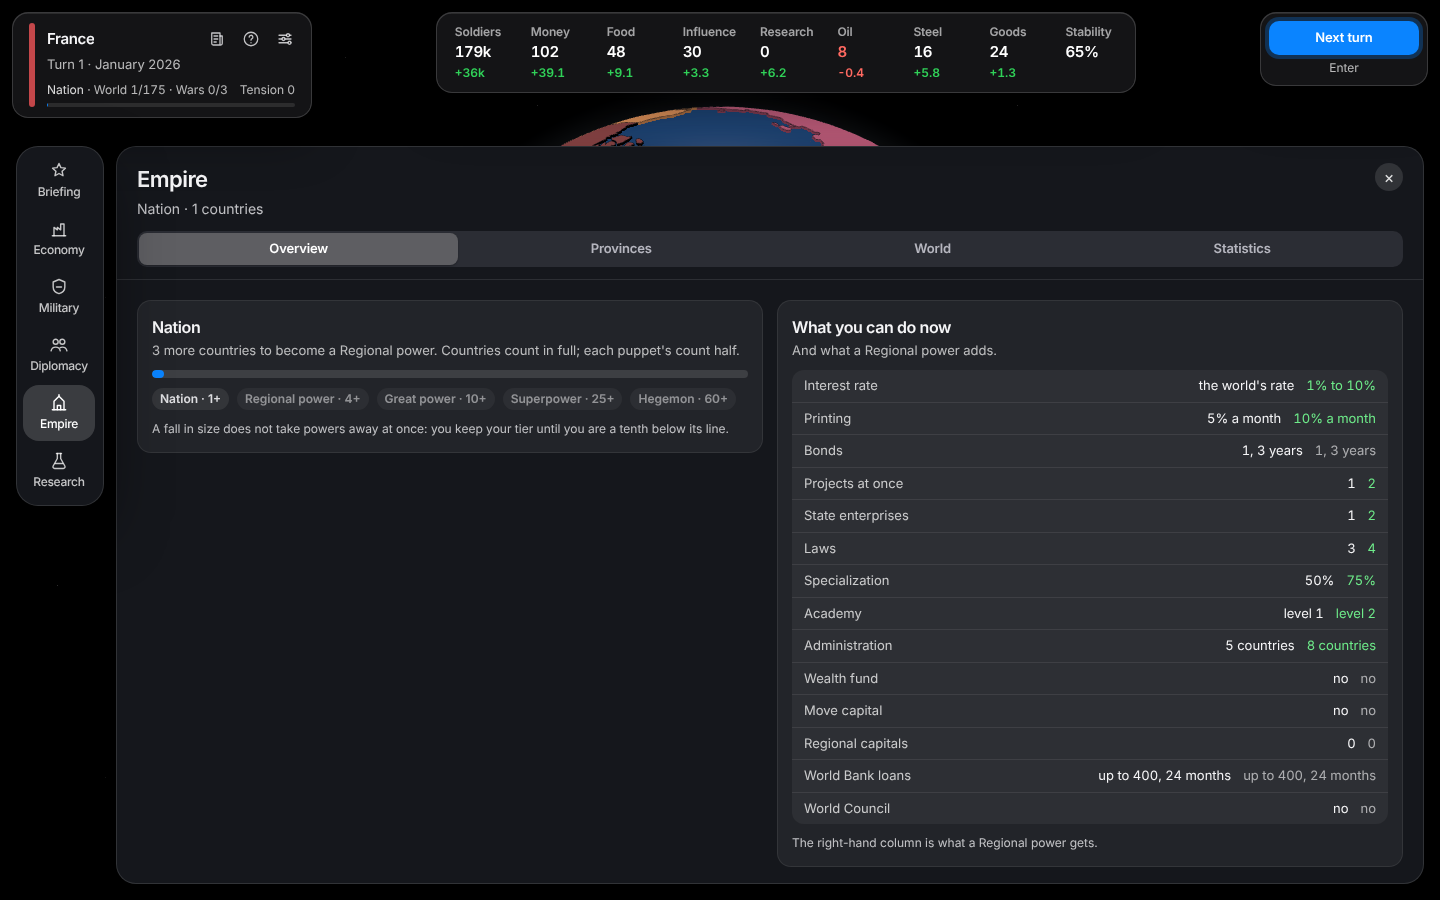 France
Turn 1 · January 2026
Nation · World 1/175 · Wars 0/3 Tension 0
Soldiers Money Food Influence Research Oil Steel Goods Stability
179k 102 48 30 0 8 16 24 65%
+36k +39.1 +9.1 +3.3 +6.2 -0.4 +5.8 +1.3
Next turn
Enter
Briefing
Economy
Military
Diplomacy
Empire
Research
Empire
×
Nation · 1 countries
Overview Provinces World Statistics
Nation
3 more countries to become a Regional power. Countries count in full; each puppet's count half.
Nation · 1+ Regional power · 4+ Great power · 10+ Superpower · 25+ Hegemon · 60+
A fall in size does not take powers away at once: you keep your tier until you are a tenth below its line.
What you can do now
And what a Regional power adds.
Interest rate the world's rate 1% to 10%
Printing 5% a month 10% a month
Bonds 1, 3 years 1, 3 years
Projects at once 1 2
State enterprises 1 2
Laws 3 4
Specialization 50% 75%
Academy level 1 level 2
Administration 5 countries 8 countries
Wealth fund no no
Move capital no no
Regional capitals 0 0
World Bank loans up to 400, 24 months up to 400, 24 months
World Council no no
The right-hand column is what a Regional power gets.